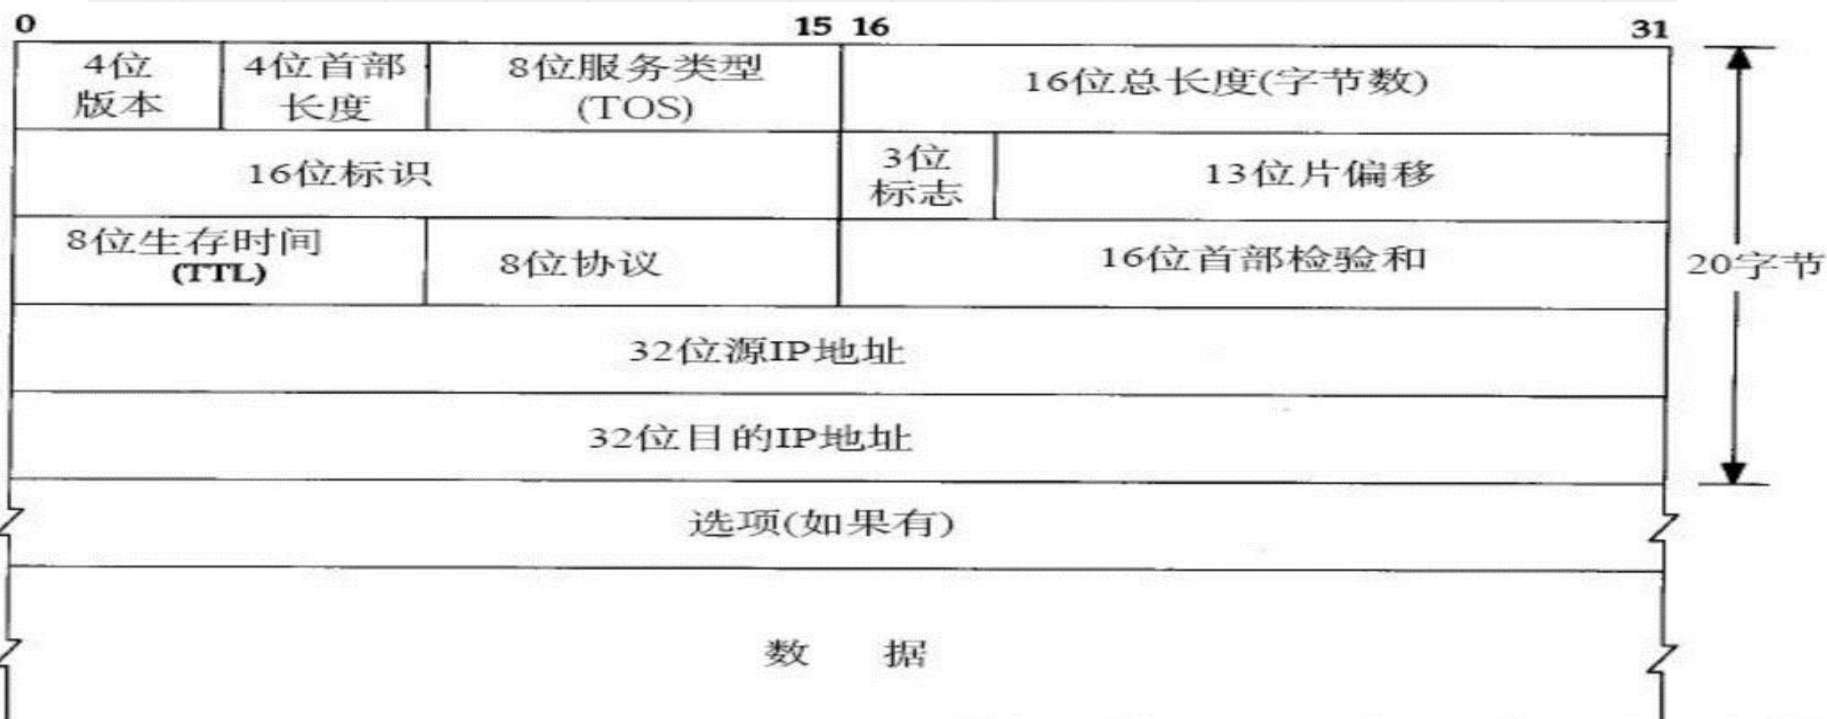 0 15 16 31
4位 4位首部 8位服务类型 16位总长度(字节数)
版本 长度 (TOS)
16位标识 3位 13位片偏移
标志
8位生存时间 8位协议 16位首部检验和
(TTL)
20字节
32位源IP地址
32位目的IP地址
选项(如果有)
数 据